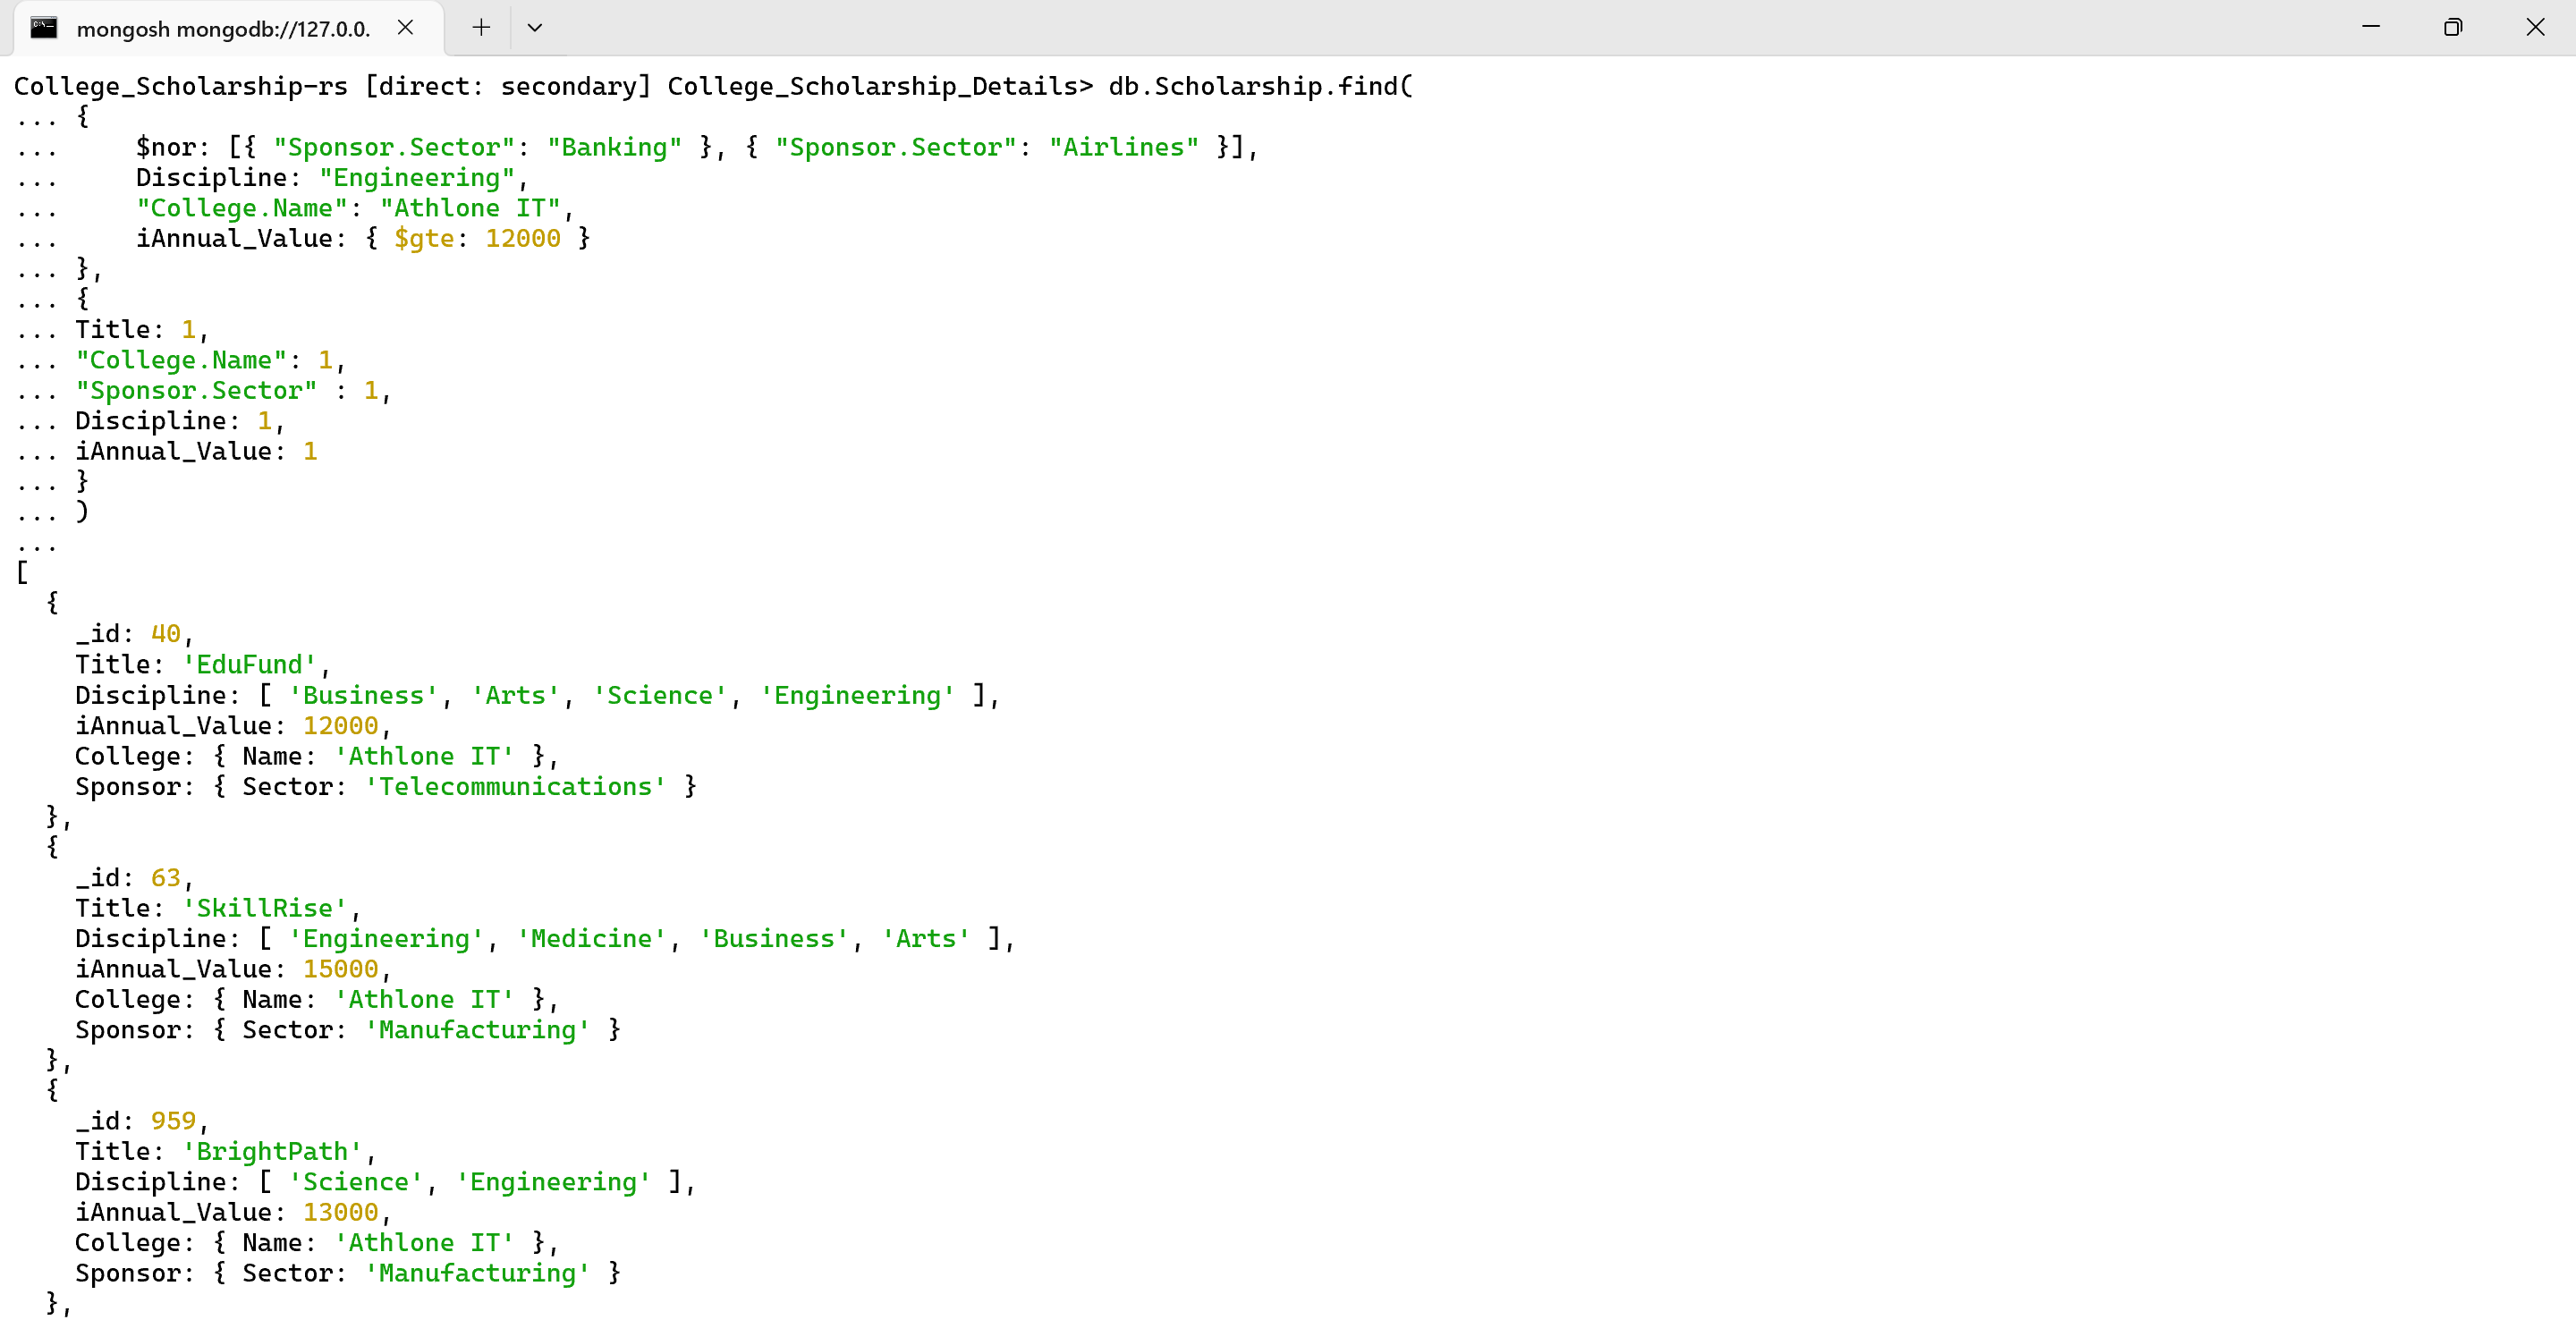 mongosh mongodb://127.0.0.
College_Scholarship-rs [direct: secondary] College_Scholarship_Details> db.Scholarship.find(
... {
...     $nor: [{ "Sponsor.Sector": "Banking" }, { "Sponsor.Sector": "Airlines" }],
...     Discipline: "Engineering",
...     "College.Name": "Athlone IT",
...     iAnnual_Value: { $gte: 12000 }
... },
... {
... Title: 1,
... "College.Name": 1,
... "Sponsor.Sector" : 1,
... Discipline: 1,
... iAnnual_Value: 1
... }
... )
...
[
  {
    _id: 40,
    Title: 'EduFund',
    Discipline: [ 'Business', 'Arts', 'Science', 'Engineering' ],
    iAnnual_Value: 12000,
    College: { Name: 'Athlone IT' },
    Sponsor: { Sector: 'Telecommunications' }
  },
  {
    _id: 63,
    Title: 'SkillRise',
    Discipline: [ 'Engineering', 'Medicine', 'Business', 'Arts' ],
    iAnnual_Value: 15000,
    College: { Name: 'Athlone IT' },
    Sponsor: { Sector: 'Manufacturing' }
  },
  {
    _id: 959,
    Title: 'BrightPath',
    Discipline: [ 'Science', 'Engineering' ],
    iAnnual_Value: 13000,
    College: { Name: 'Athlone IT' },
    Sponsor: { Sector: 'Manufacturing' }
  },